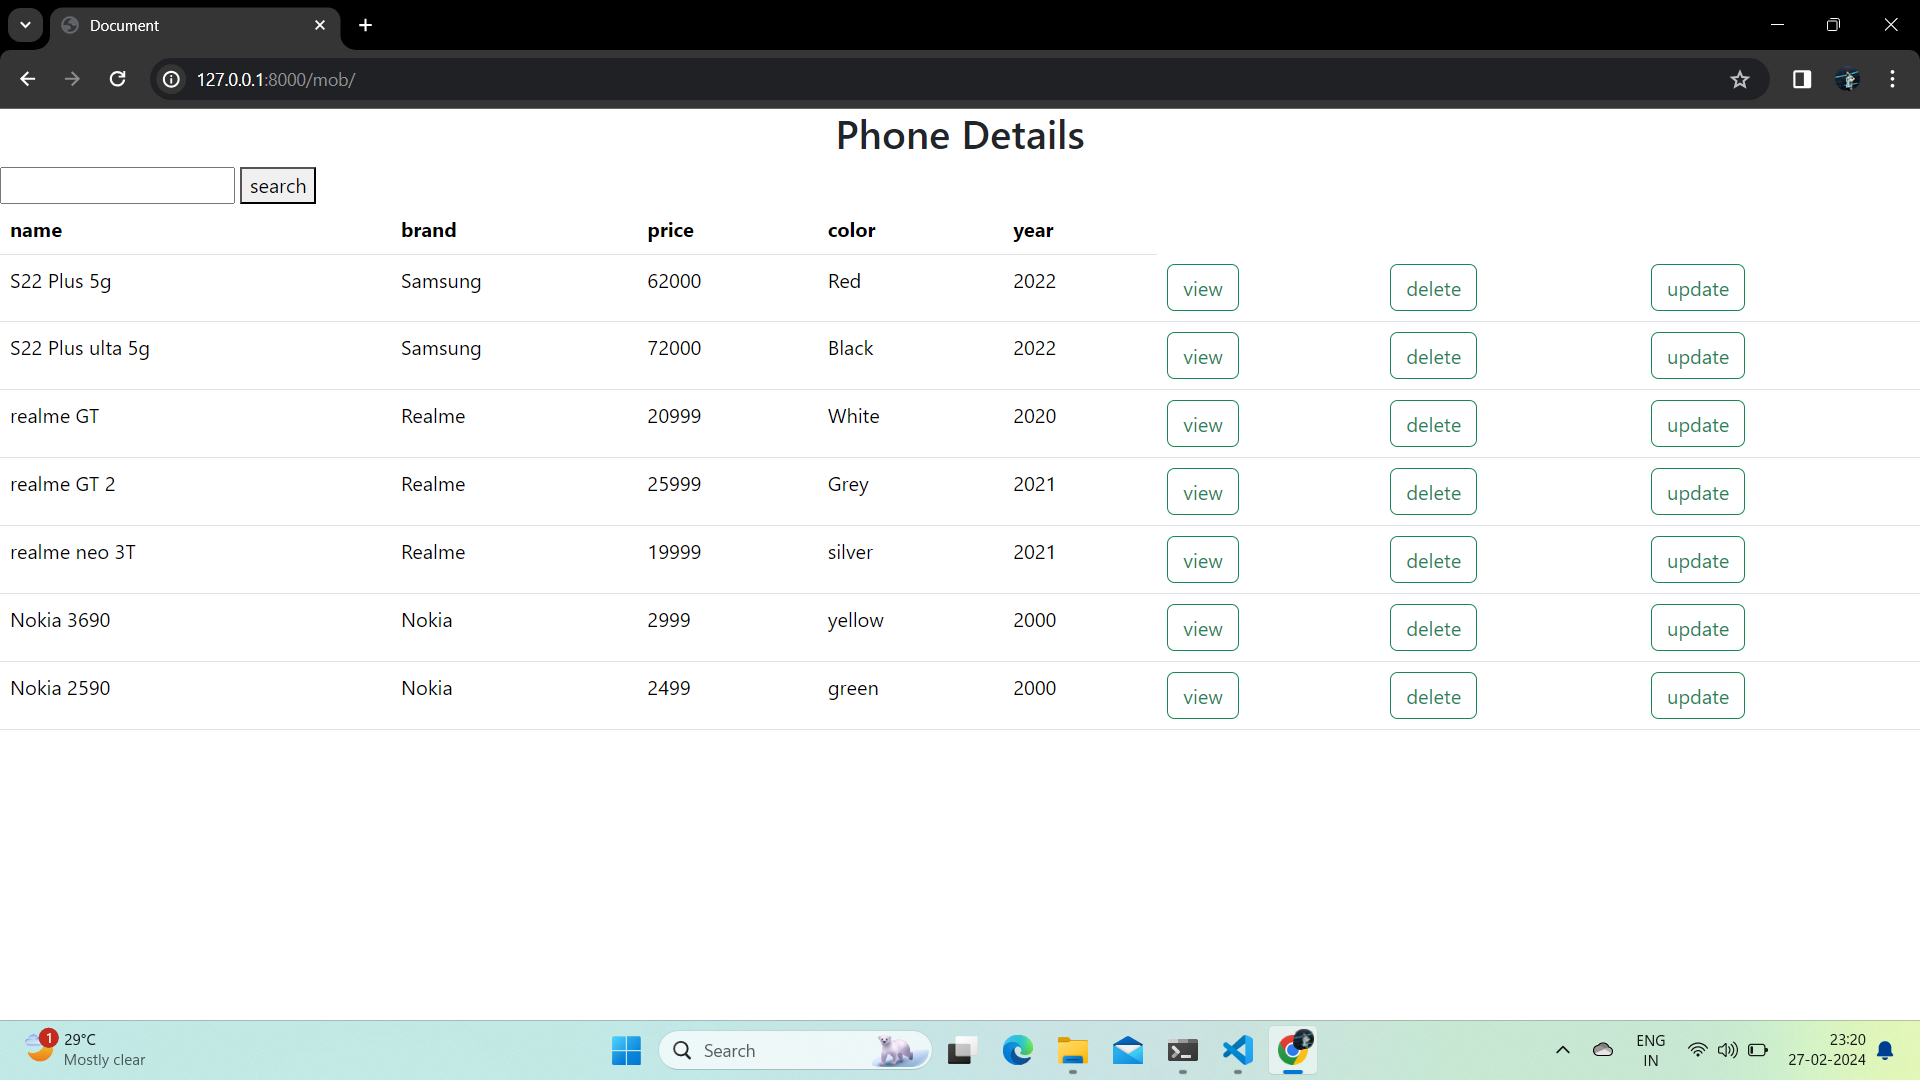 Document
127.0.0.1:8000/mob/
Phone Details
search
name brand price color year
S22 Plus 5g Samsung 62000 Red 2022 view delete update
S22 Plus ulta 5g Samsung 72000 Black 2022 view delete update
realme GT Realme 20999 White 2020 view delete update
realme GT 2 Realme 25999 Grey 2021 view delete update
realme neo 3T Realme 19999 silver 2021 view delete update
Nokia 3690 Nokia 2999 yellow 2000 view delete update
Nokia 2590 Nokia 2499 green 2000 view delete update
1 29°C
Mostly clear
Search
ENG
IN
23:20
27-02-2024